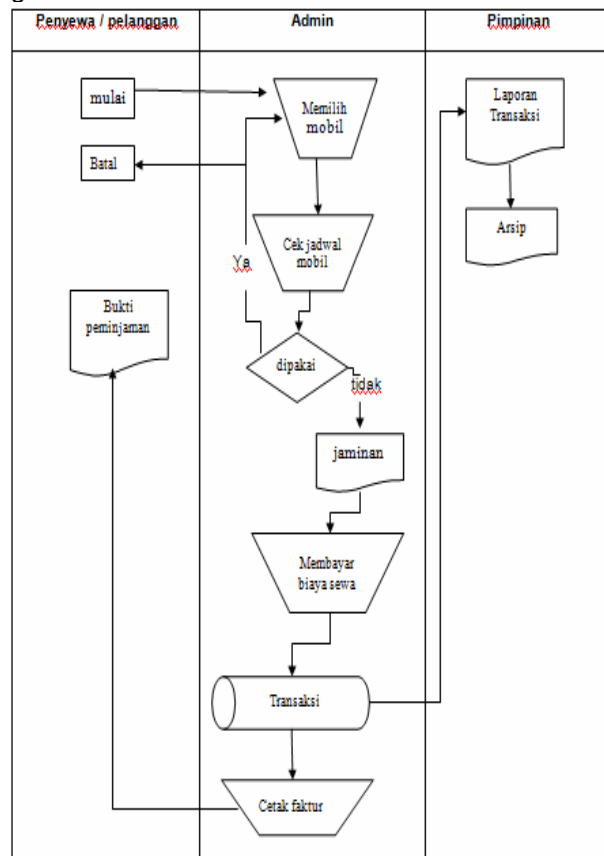 Penyewa / pelanggan
Admin
Pimpinan
mulai
Memilih
mobil
Laporan
Transaksi
Batal
Arsip
Cek jadwal
mobil
Ya
Bukti
peminjaman
dipakai
tidak
jaminan
Membayar
biaya sewa
Transaksi
Cetak faktur